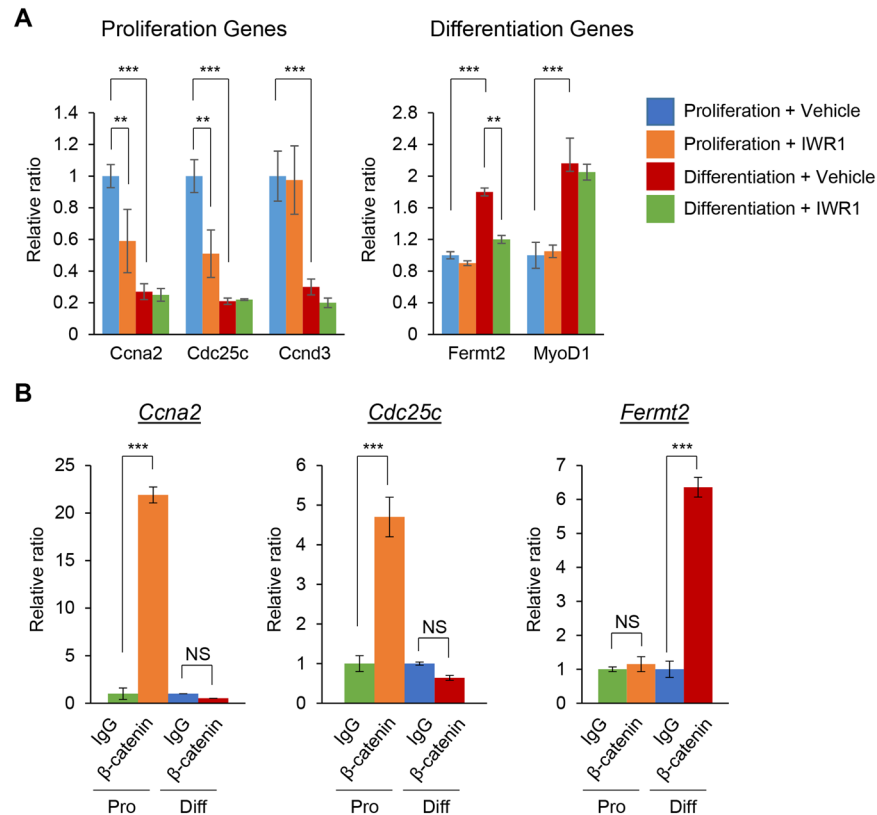 A
Proliferation Genes
Differentiation Genes
Proliferation + Vehicle
Proliferation + IWR1
Differentiation + Vehicle
Differentiation + IWR1
Relative ratio
1.4
1.2
1
0.8
0.6
0.4
0.2
0
***
**
***
**
***
Ccna2 Cdc25c Ccnd3
Relative ratio
2.8
2.4
2
1.6
1.2
0.8
0.4
0
***
**
***
Fermt2 MyoD1
B
Ccna2
Relative ratio
25
20
15
10
5
0
***
NS
IgG
β-catenin
IgG
β-catenin
Pro Diff
Cdc25c
Relative ratio
6
5
4
3
2
1
0
***
NS
IgG
β-catenin
IgG
β-catenin
Pro Diff
Fermt2
Relative ratio
7
6
5
4
3
2
1
0
NS
***
IgG
β-catenin
IgG
β-catenin
Pro Diff